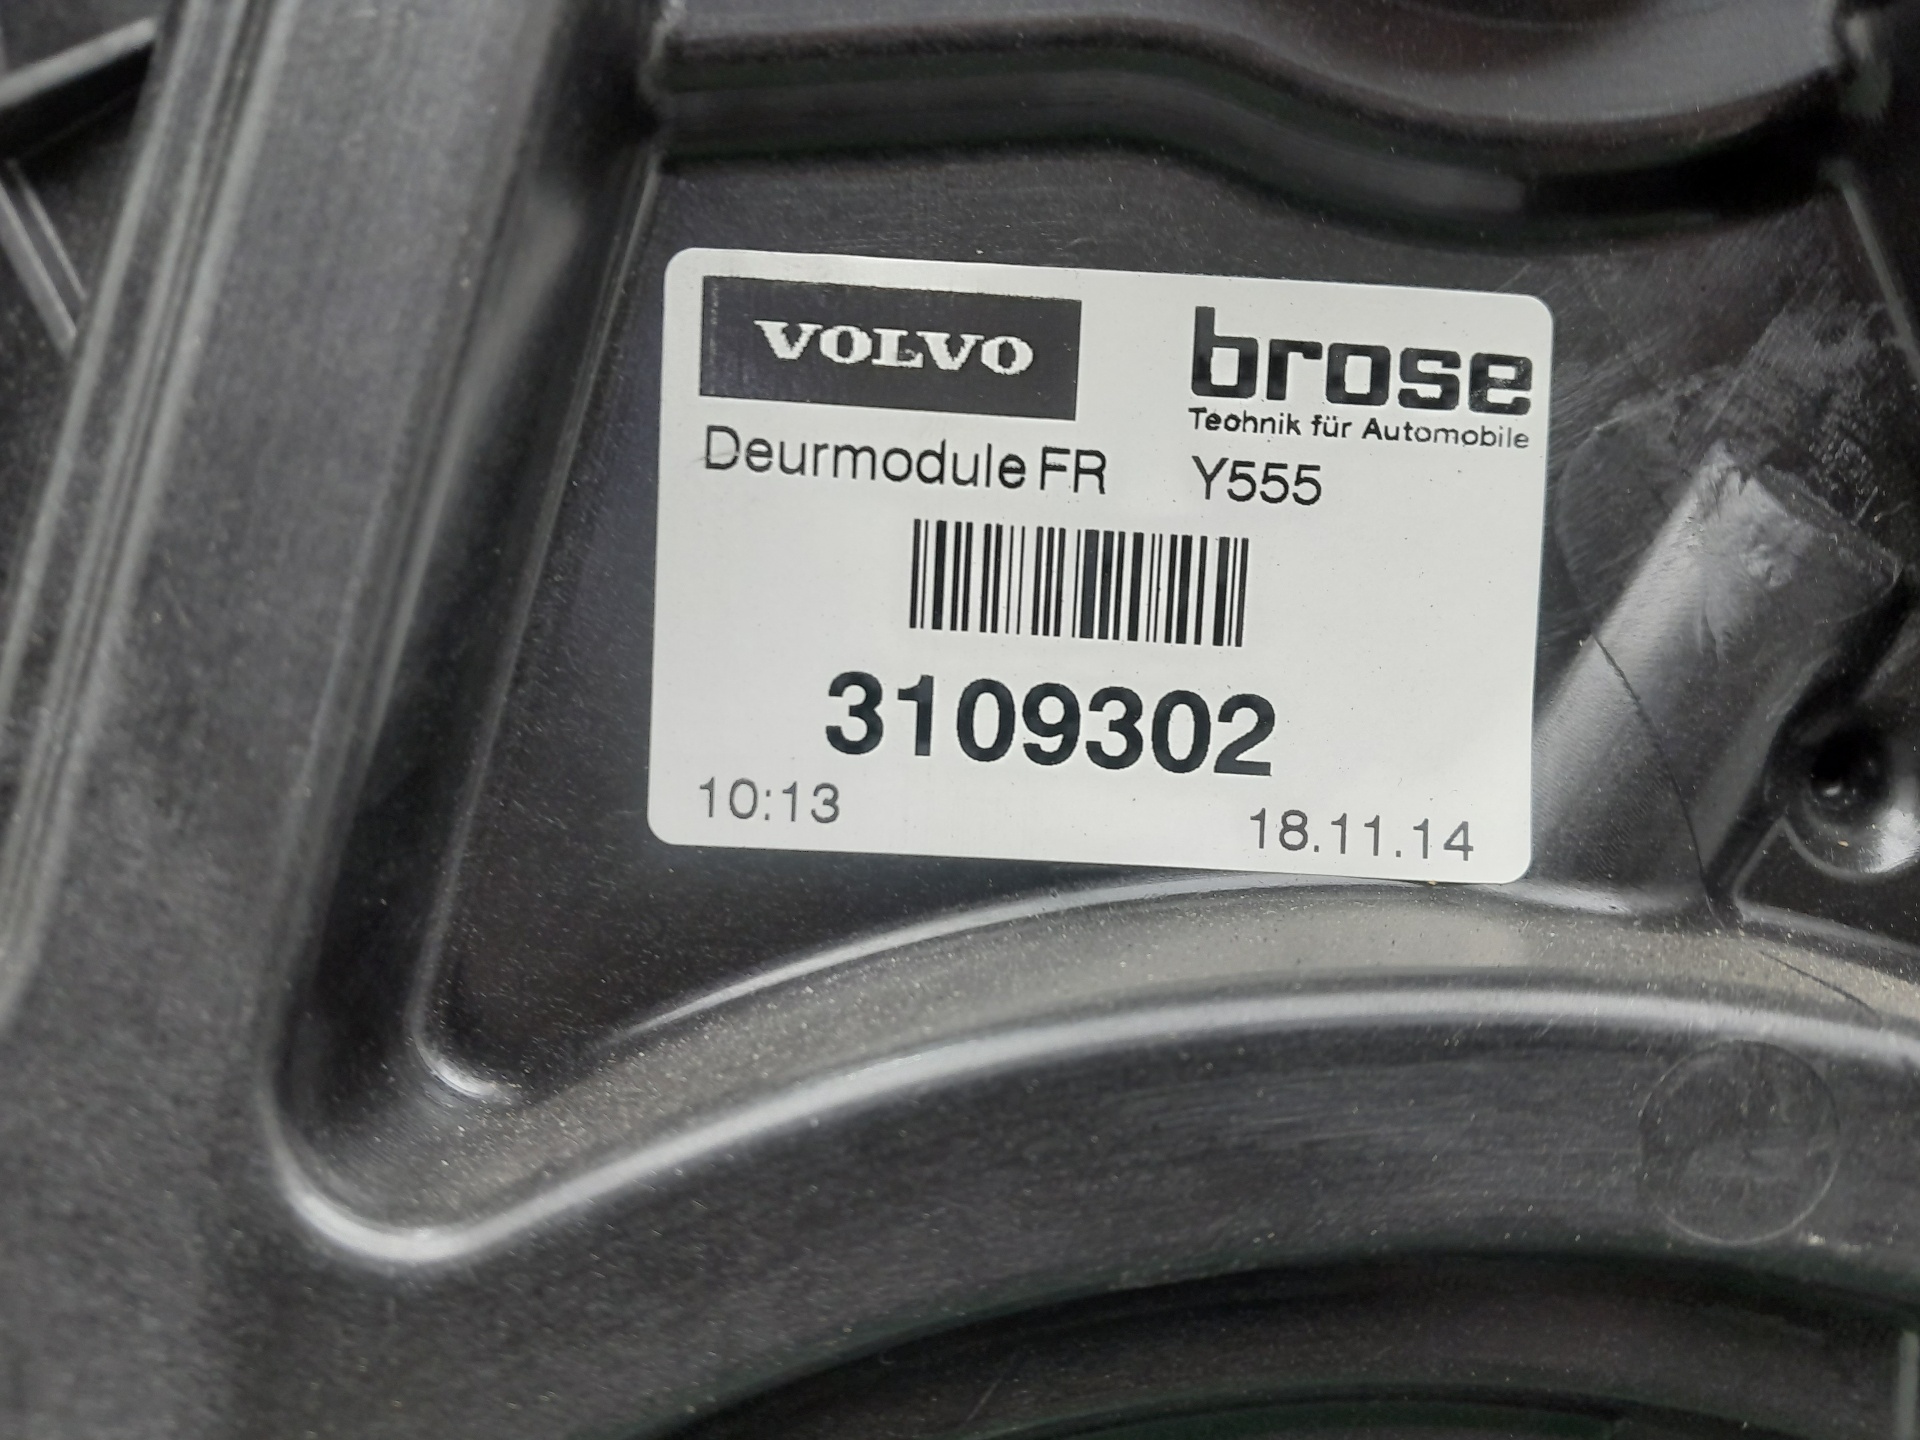 VOLVO
brose
Technik für Automobile
Deurmodule FR
Y555
3109302
10:13
18.11.14